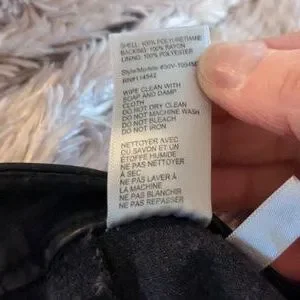 SHELL: 100% POLYURETHANE
BACKING: 100% RAYON
LINING: 100% POLYESTER
WIPE CLEAN WITH
SOAP AND DAMP
CLOTH
DO NOT DRY CLEAN
DO NOT MACHINE WASH
DO NOT BLEACH
DO NOT IRON
NETTOYER AVEC
DU SAVON ET UN
ÉTOFFE HUMIDE
NE PAS NETTOYER
A SEC
NE PAS LAVER À
LA MACHINE
NE PAS BLANCHIR
NE PAS REPASSER